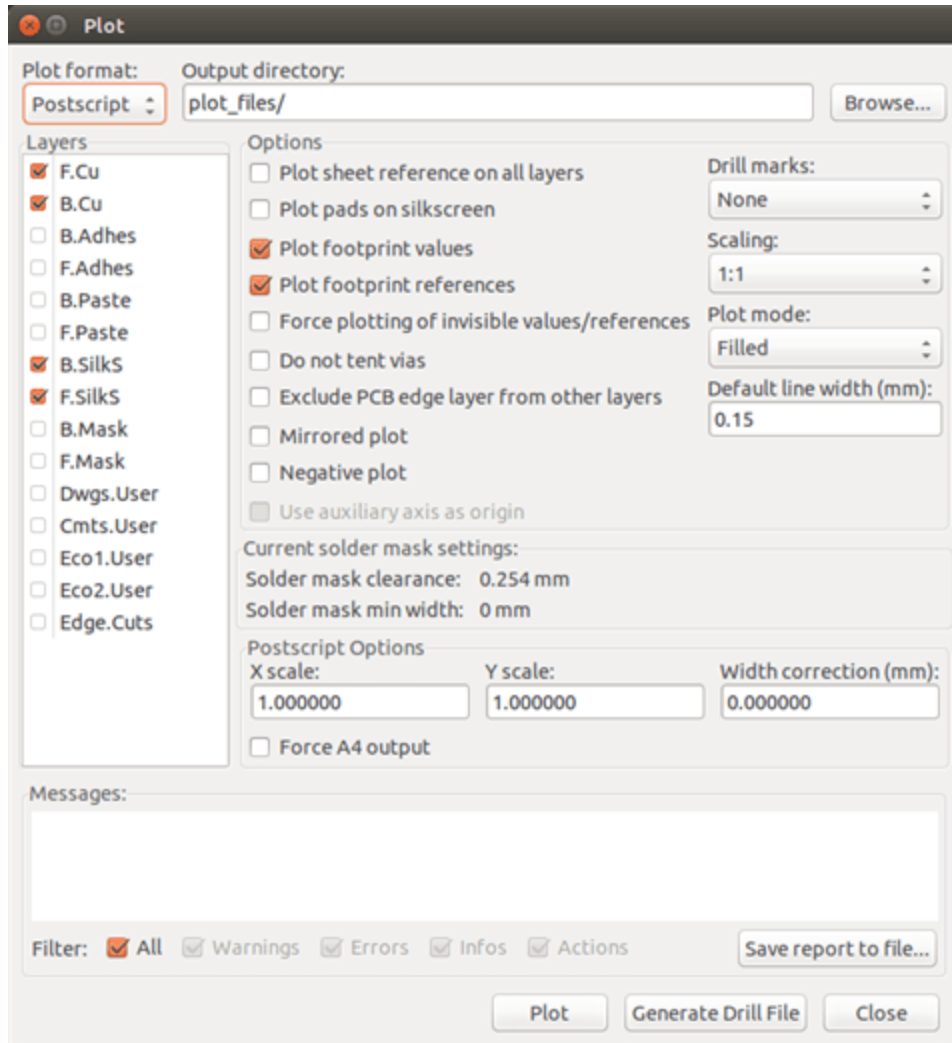 Plot
Plot format:
Output directory:
Postscript
plot_files/
Browse...
Layers
F.Cu
B.Cu
B.Adhes
F.Adhes
B.Paste
F.Paste
B.SilkS
F.SilkS
B.Mask
F.Mask
Dwgs.User
Cmts.User
Eco1.User
Eco2.User
Edge.Cuts
Options
Plot sheet reference on all layers
Plot pads on silkscreen
Plot footprint values
Plot footprint references
Force plotting of invisible values/references
Do not tent vias
Exclude PCB edge layer from other layers
Mirrored plot
Negative plot
Use auxiliary axis as origin
Drill marks:
None
Scaling:
1:1
Plot mode:
Filled
Default line width (mm):
0.15
Current solder mask settings:
Solder mask clearance: 0.254 mm
Solder mask min width: 0 mm
Postscript Options
X scale:
1.000000
Y scale:
1.000000
Width correction (mm):
0.000000
Force A4 output
Messages:
Filter: All Warnings Errors Infos Actions
Save report to file...
Plot
Generate Drill File
Close